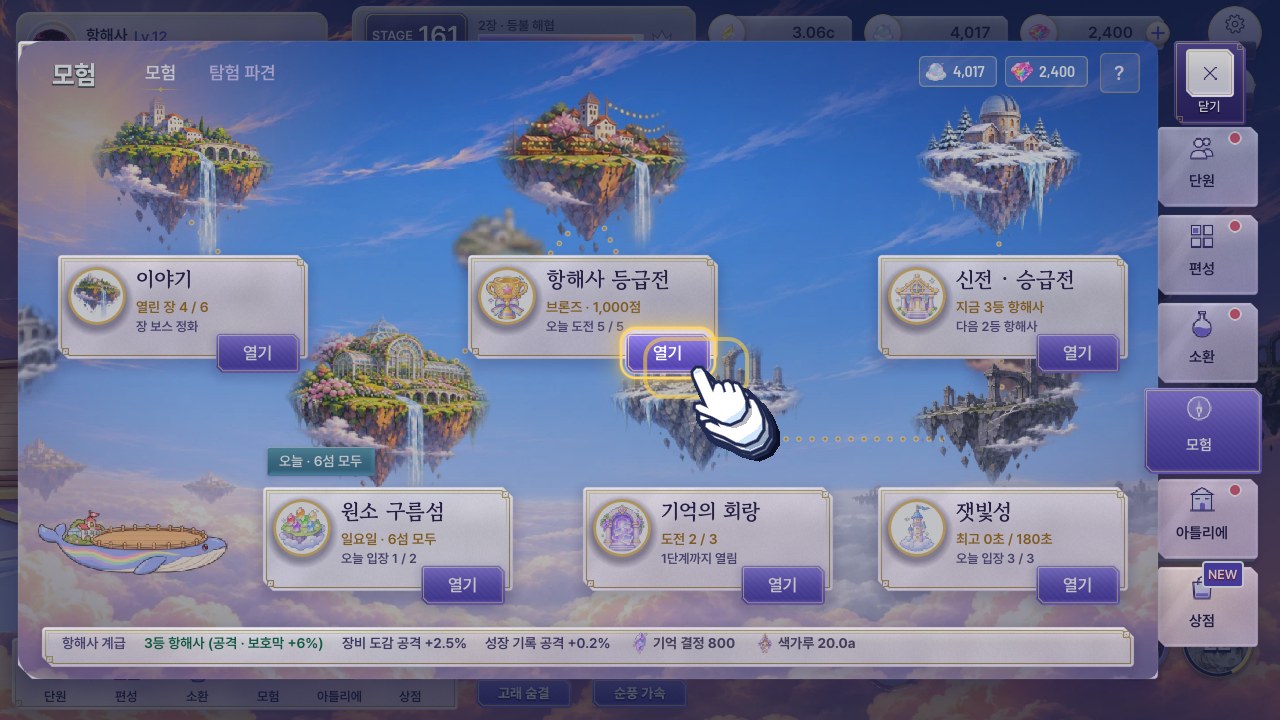 항해사 Lv.12
STAGE 161
2장 · 등불 해협
3.06c
4,017
2,400
모험
모험
탐험 파견
4,017
2,400
?
닫기
이야기
열린 장 4 / 6
장 보스 정화
열기
항해사 등급전
브론즈 · 1,000점
오늘 도전 5 / 5
열기
신전 · 승급전
지금 3등 항해사
다음 2등 항해사
열기
오늘 · 6섬 모두
원소 구름섬
일요일 · 6섬 모두
오늘 입장 1 / 2
열기
기억의 회랑
도전 2 / 3
1단계까지 열림
열기
잿빛성
최고 0초 / 180초
오늘 입장 3 / 3
열기
단원
편성
소환
모험
아틀리에
NEW
상점
항해사 계급
3등 항해사 (공격 · 보호막 +6%)
장비 도감 공격 +2.5%
성장 기록 공격 +0.2%
기억 결정 800
색가루 20.0a
단원
편성
소환
모험
아틀리에
상점
고래 숨결
순풍 가속